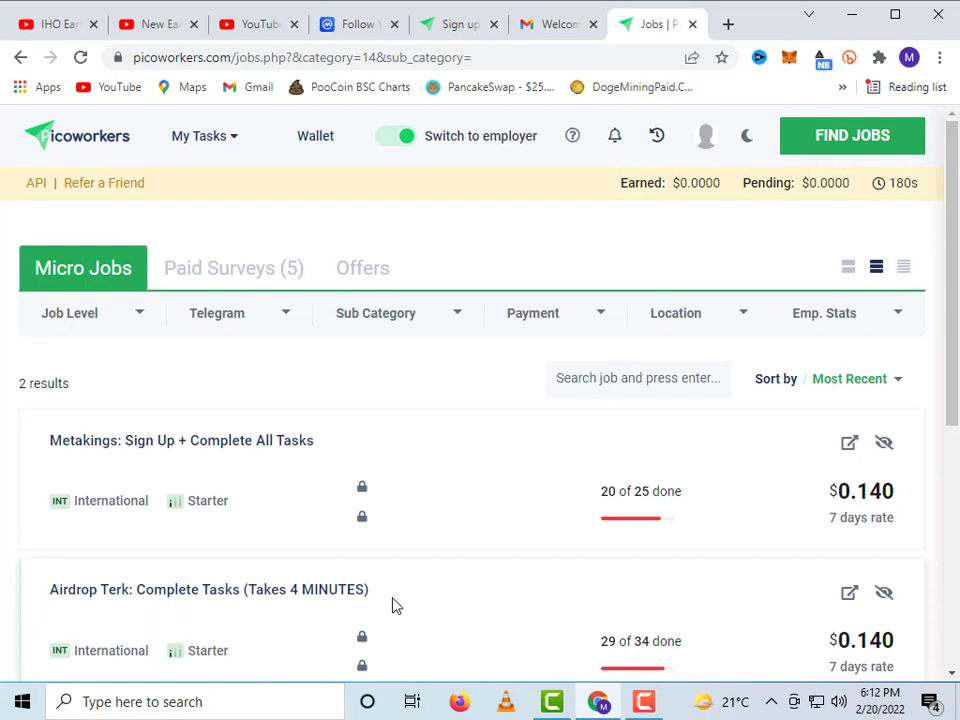 IHO Ear
New Ea
YouTube
Follow
Sign up
Welcom
Jobs | P
picoworkers.com/jobs.php?&category=14&sub_category=
M
Apps
YouTube
Maps
Gmail
PooCoin BSC Charts
PancakeSwap - $25....
DogeMiningPaid.C...
»
Reading list
NB
Picoworkers
My Tasks
Wallet
Switch to employer
FIND JOBS
API | Refer a Friend
Earned: $0.0000
Pending: $0.0000
180s
Micro Jobs
Paid Surveys (5)
Offers
Job Level
Telegram
Sub Category
Payment
Location
Emp. Stats
2 results
Search job and press enter...
Sort by / Most Recent
Metakings: Sign Up + Complete All Tasks
INT International
Starter
20 of 25 done
$0.140
7 days rate
Airdrop Terk: Complete Tasks (Takes 4 MINUTES)
INT International
Starter
29 of 34 done
$0.140
7 days rate
Type here to search
21°C
6:12 PM
2/20/2022
4